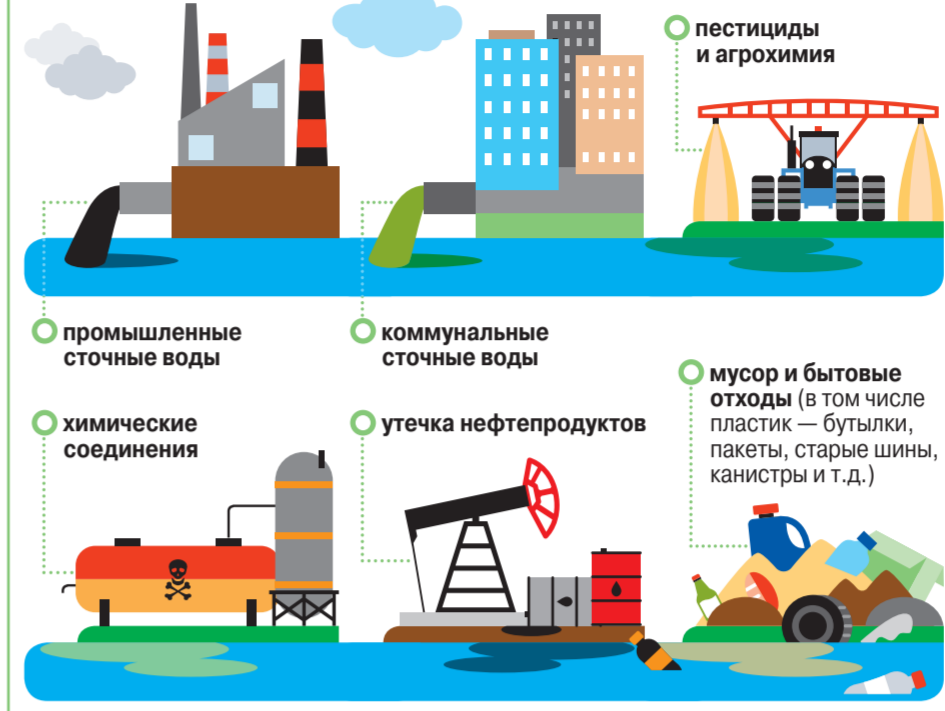 пестициды
и агрохимия
промышленные
сточные воды
коммунальные
сточные воды
мусор и бытовые
отходы (в том числе
пластик — бутылки,
пакеты, старые шины,
канистры и т.д.)
химические
соединения
утечка нефтепродуктов